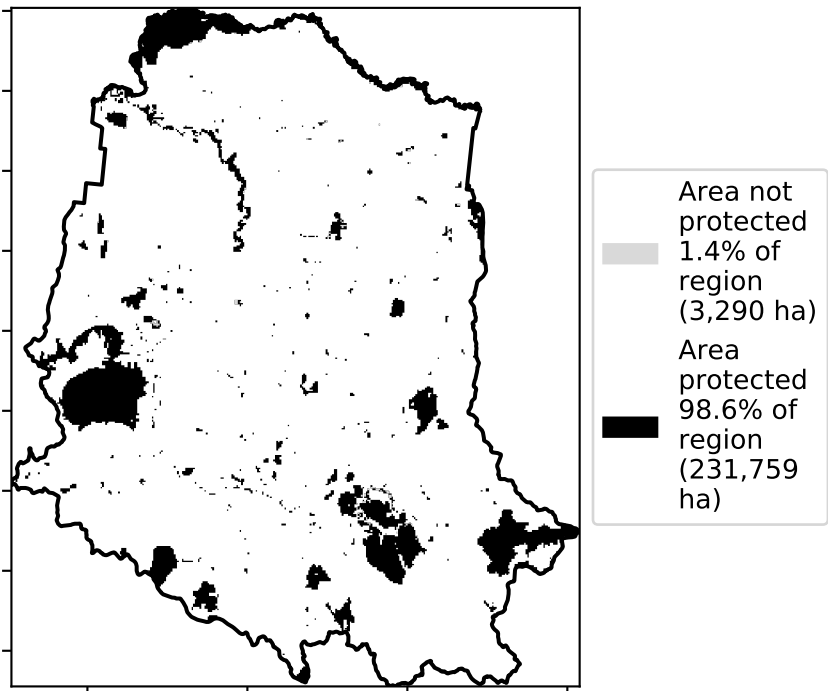 Area not
protected
1.4% of
region
(3,290 ha)
Area
protected
98.6% of
region
(231,759
ha)